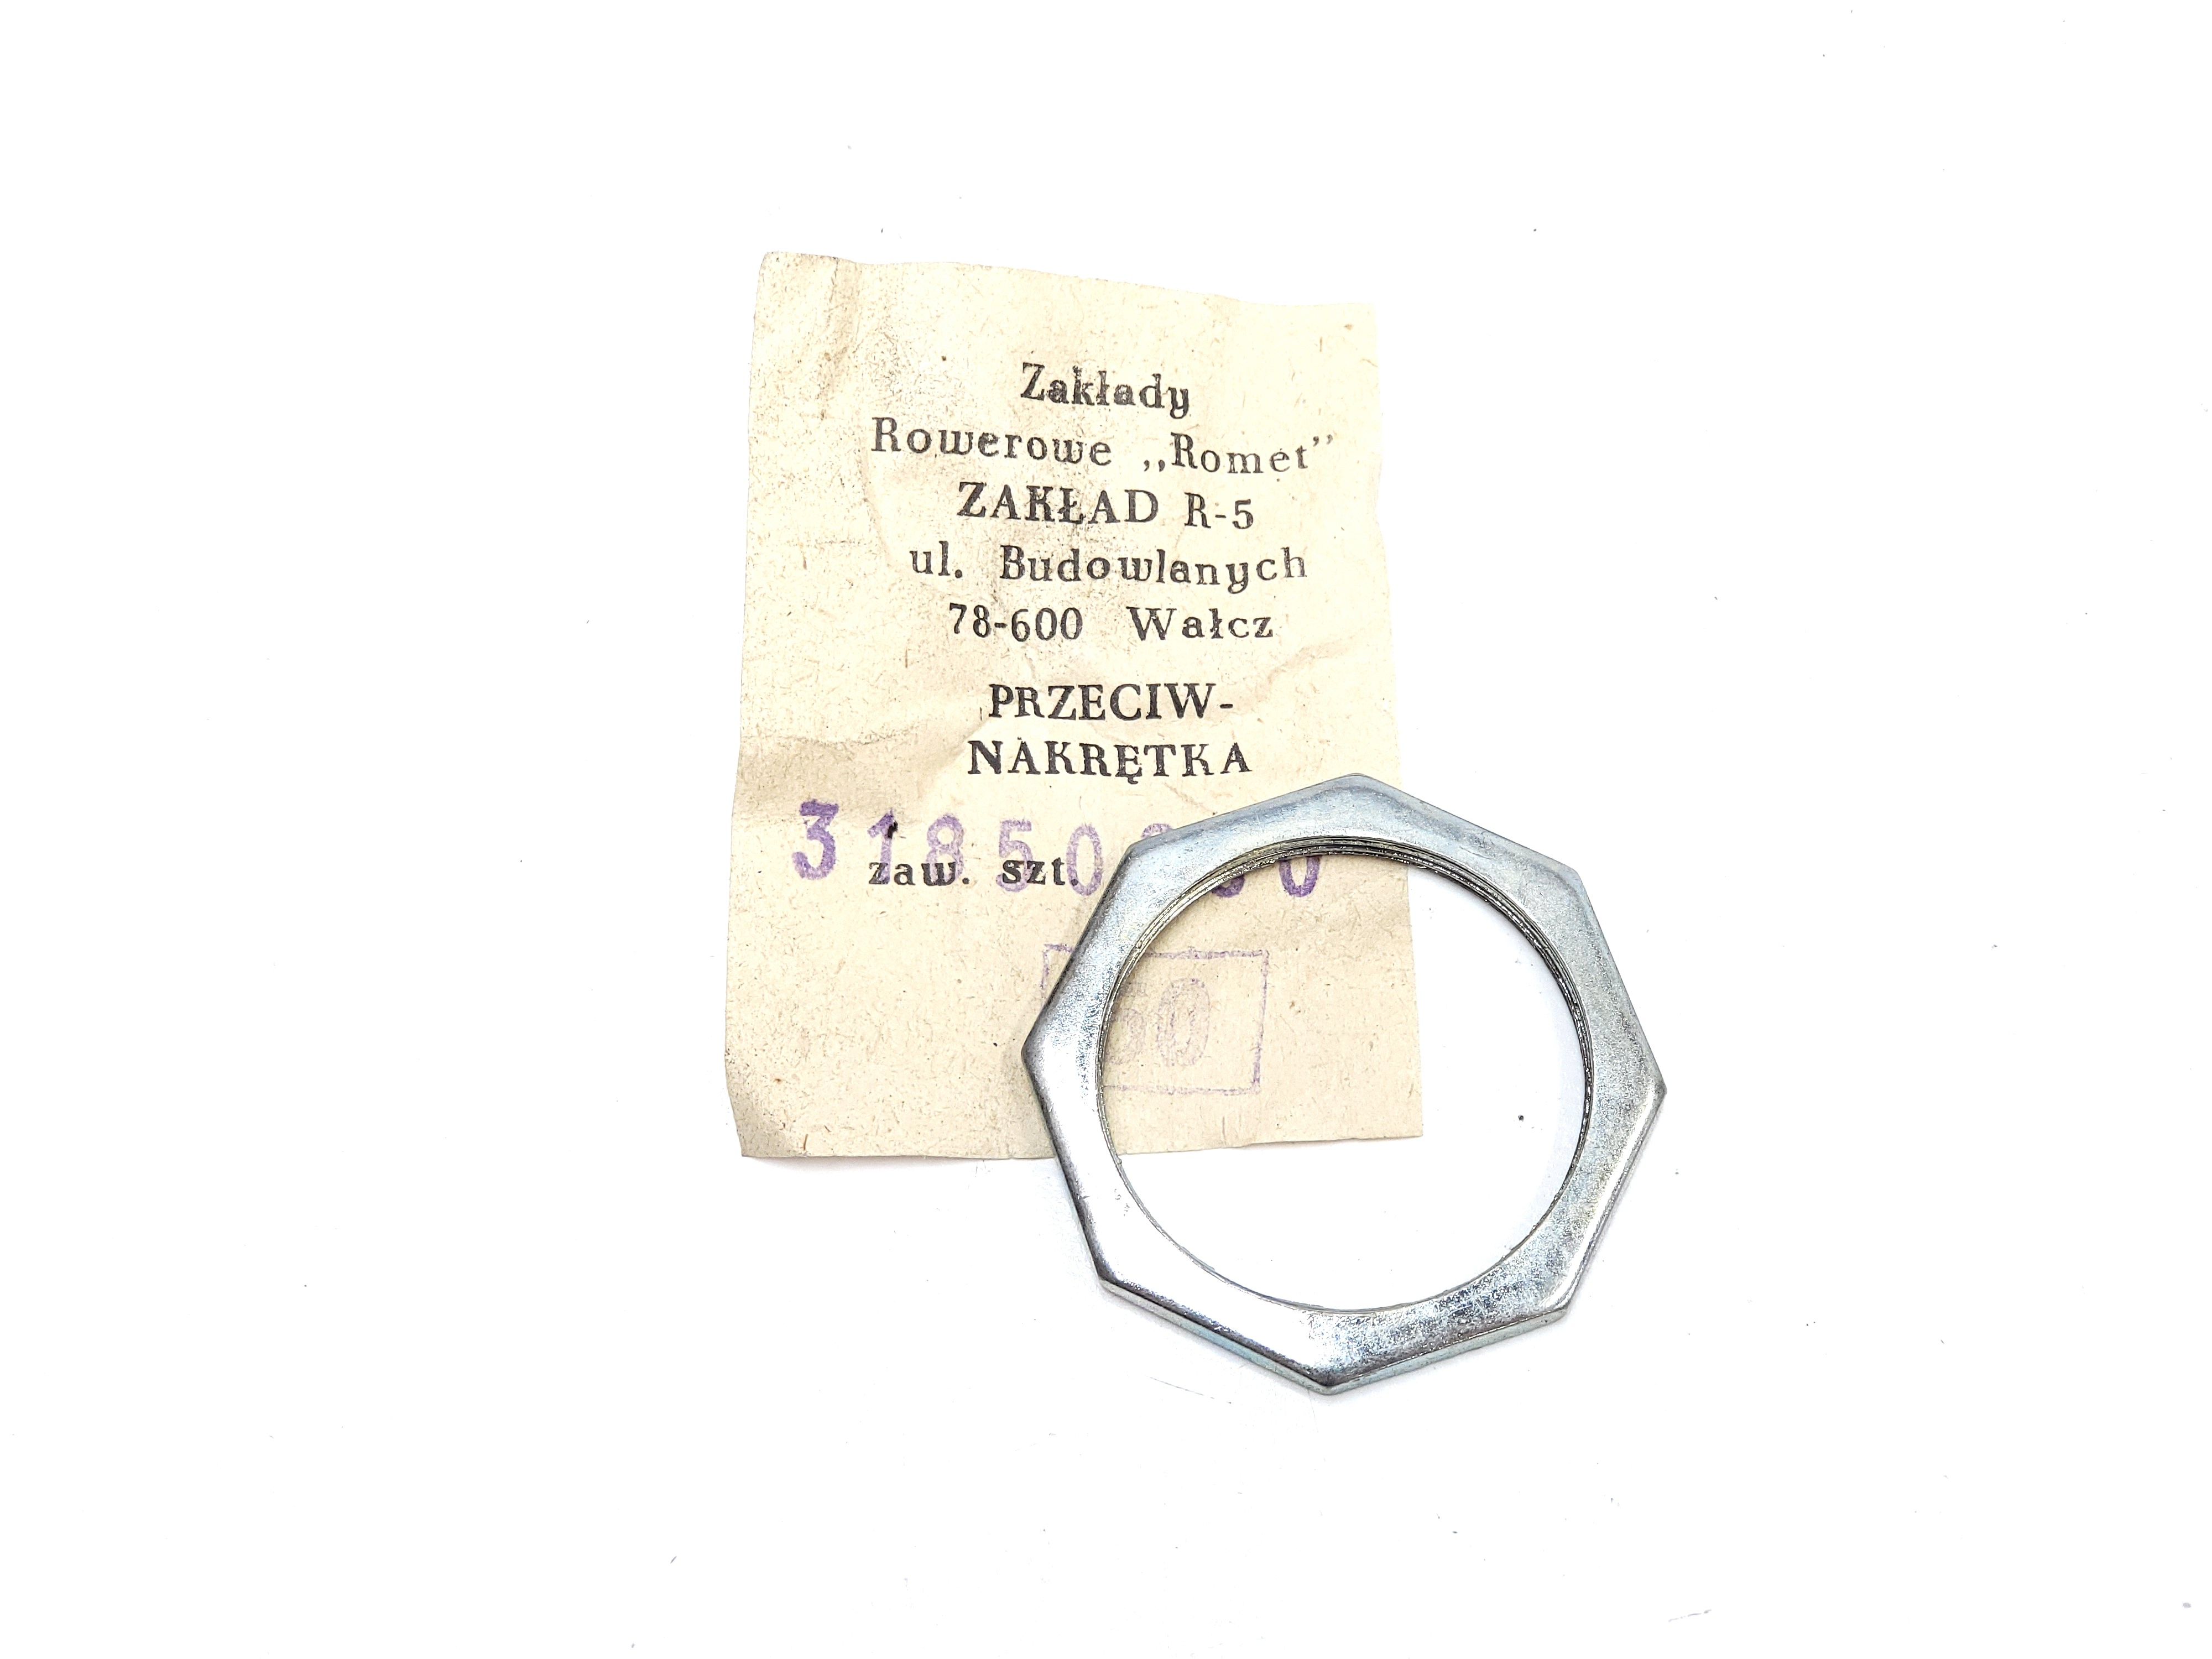 Zakłady
Rowerowe „Romet”
ZAKŁAD R-5
ul. Budowlanych
78-600 Wałcz
PRZECIW-
NAKRĘTKA
zaw. szt.